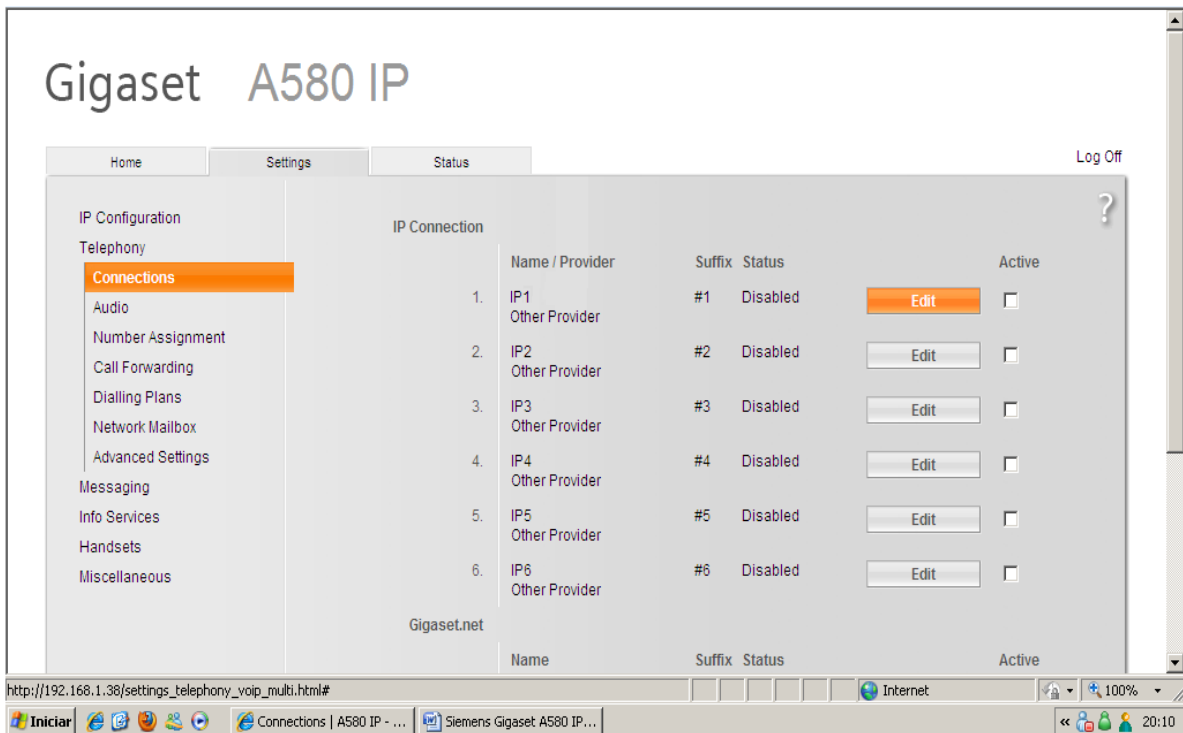 Gigaset A580 IP
Home Settings Status Log Off
IP Configuration
Telephony
Connections
Audio
Number Assignment
Call Forwarding
Dialling Plans
Network Mailbox
Advanced Settings
Messaging
Info Services
Handsets
Miscellaneous
?
IP Connection
Name / Provider Suffix Status Active
1. IP1 #1 Disabled Edit
Other Provider
2. IP2 #2 Disabled Edit
Other Provider
3. IP3 #3 Disabled Edit
Other Provider
4. IP4 #4 Disabled Edit
Other Provider
5. IP5 #5 Disabled Edit
Other Provider
6. IP6 #6 Disabled Edit
Other Provider
Gigaset.net
Name Suffix Status Active
http://192.168.1.38/settings_telephony_voip_multi.html# Internet 100%
Iniciar Connections | A580 IP - ... Siemens Gigaset A580 IP... « 20:10